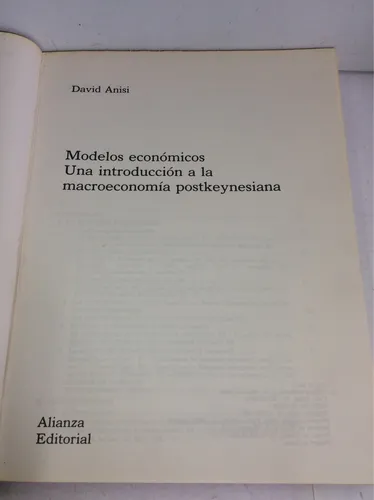 David Anisi
Modelos económicos
Una introducción a la
macroeconomía postkeynesiana
Alianza
Editorial